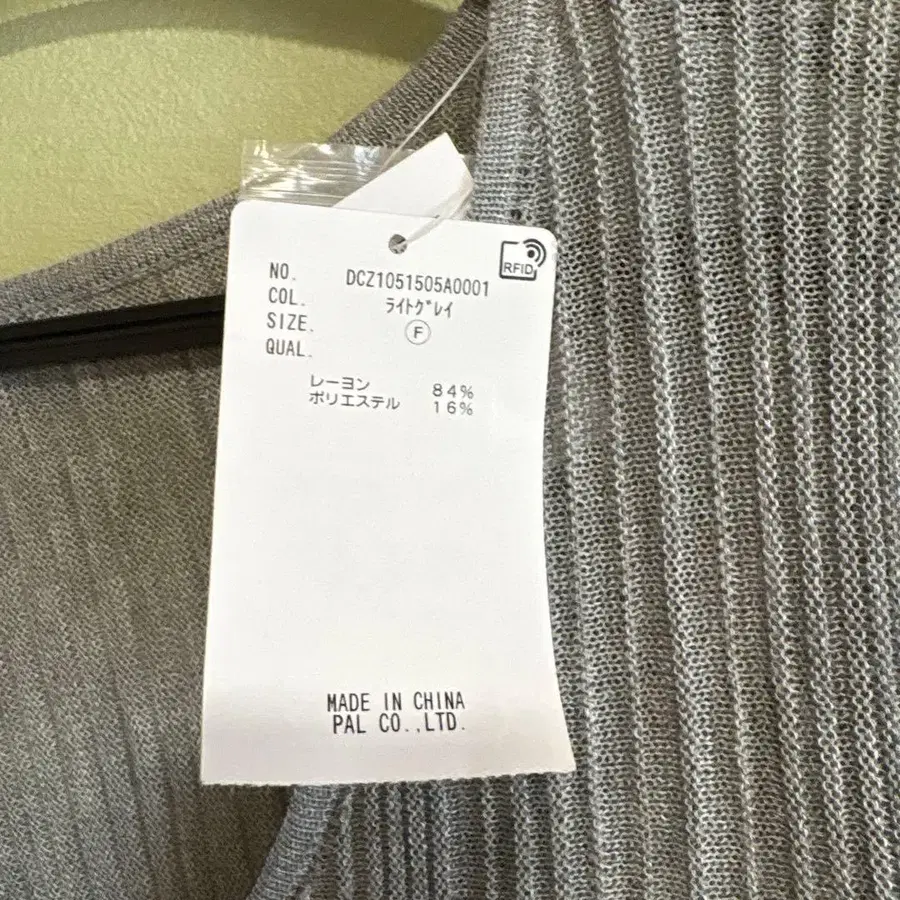 RFID
NO. DCZ1051505A0001
COL. ﾗｲﾄｸﾞﾚｲ
SIZE. F
QUAL.
レーヨン 84%
ポリエステル 16%
MADE IN CHINA
PAL CO.,LTD.